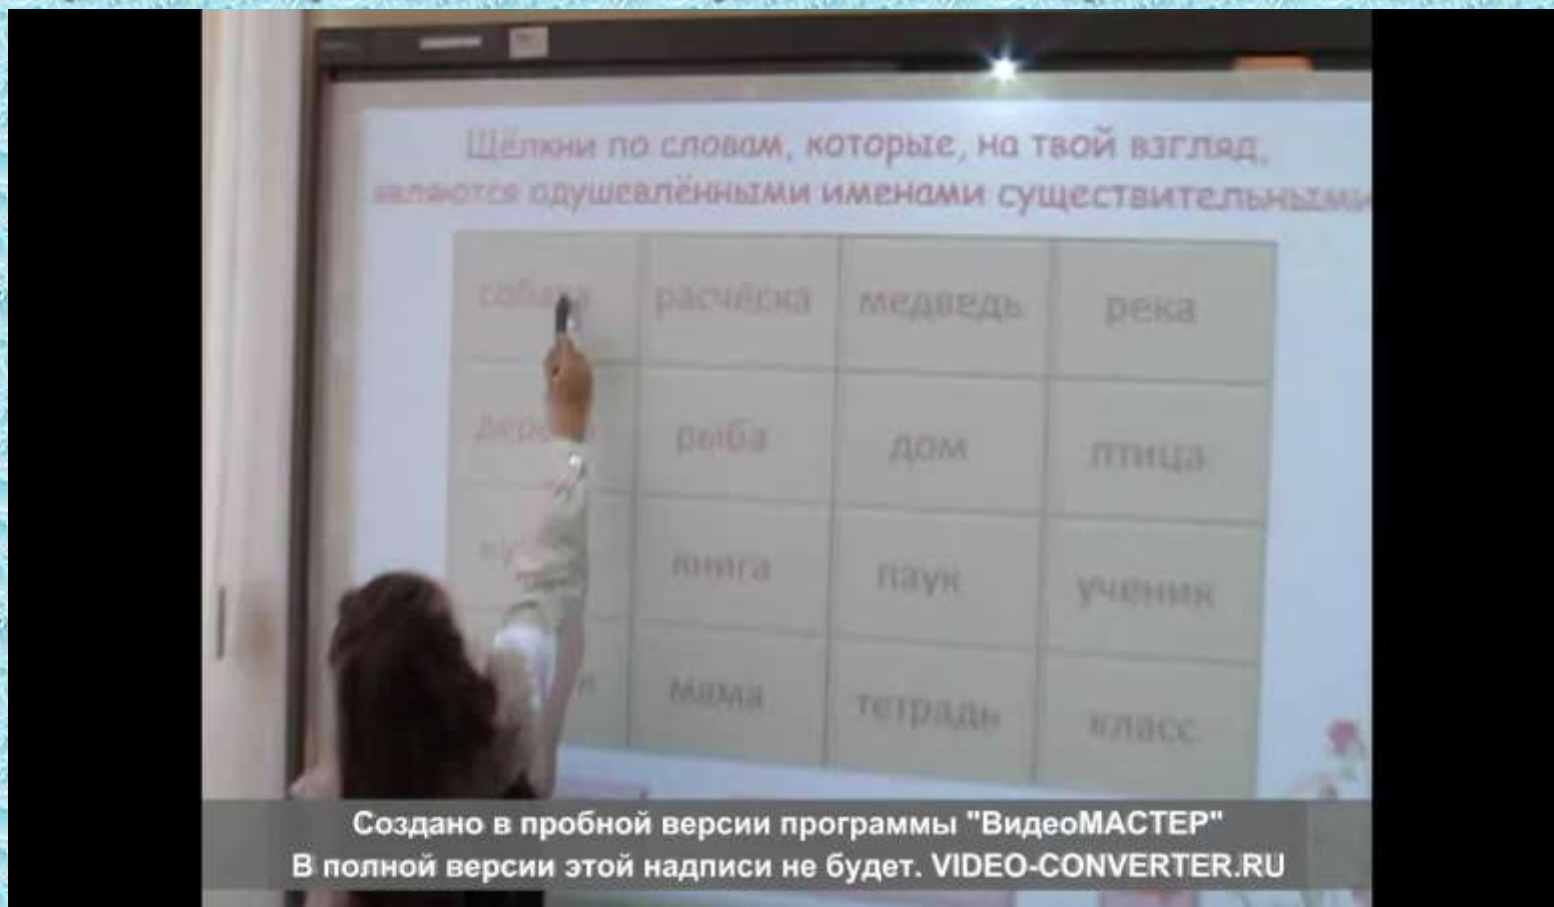 Щёлкни по словам, которые, на твой взгляд,
являются одушевлёнными именами существительными
собака расчёска медведь река
рыба дом птица
книга паук ученик
мама тетрадь класс
Создано в пробной версии программы "ВидеоМАСТЕР"
В полной версии этой надписи не будет. VIDEO-CONVERTER.RU